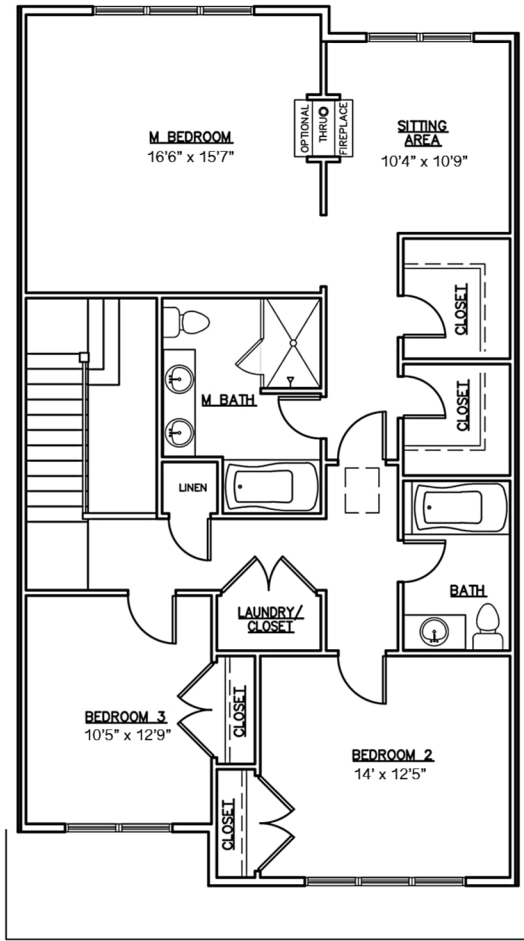 M BEDROOM
16'6" x 15'7"
OPTIONAL
THRU
FIREPLACE
SITTING
AREA
10'4" x 10'9"
CLOSET
CLOSET
M BATH
LINEN
BATH
LAUNDRY/
CLOSET
CLOSET
BEDROOM 3
10'5" x 12'9"
BEDROOM 2
14' x 12'5"
CLOSET